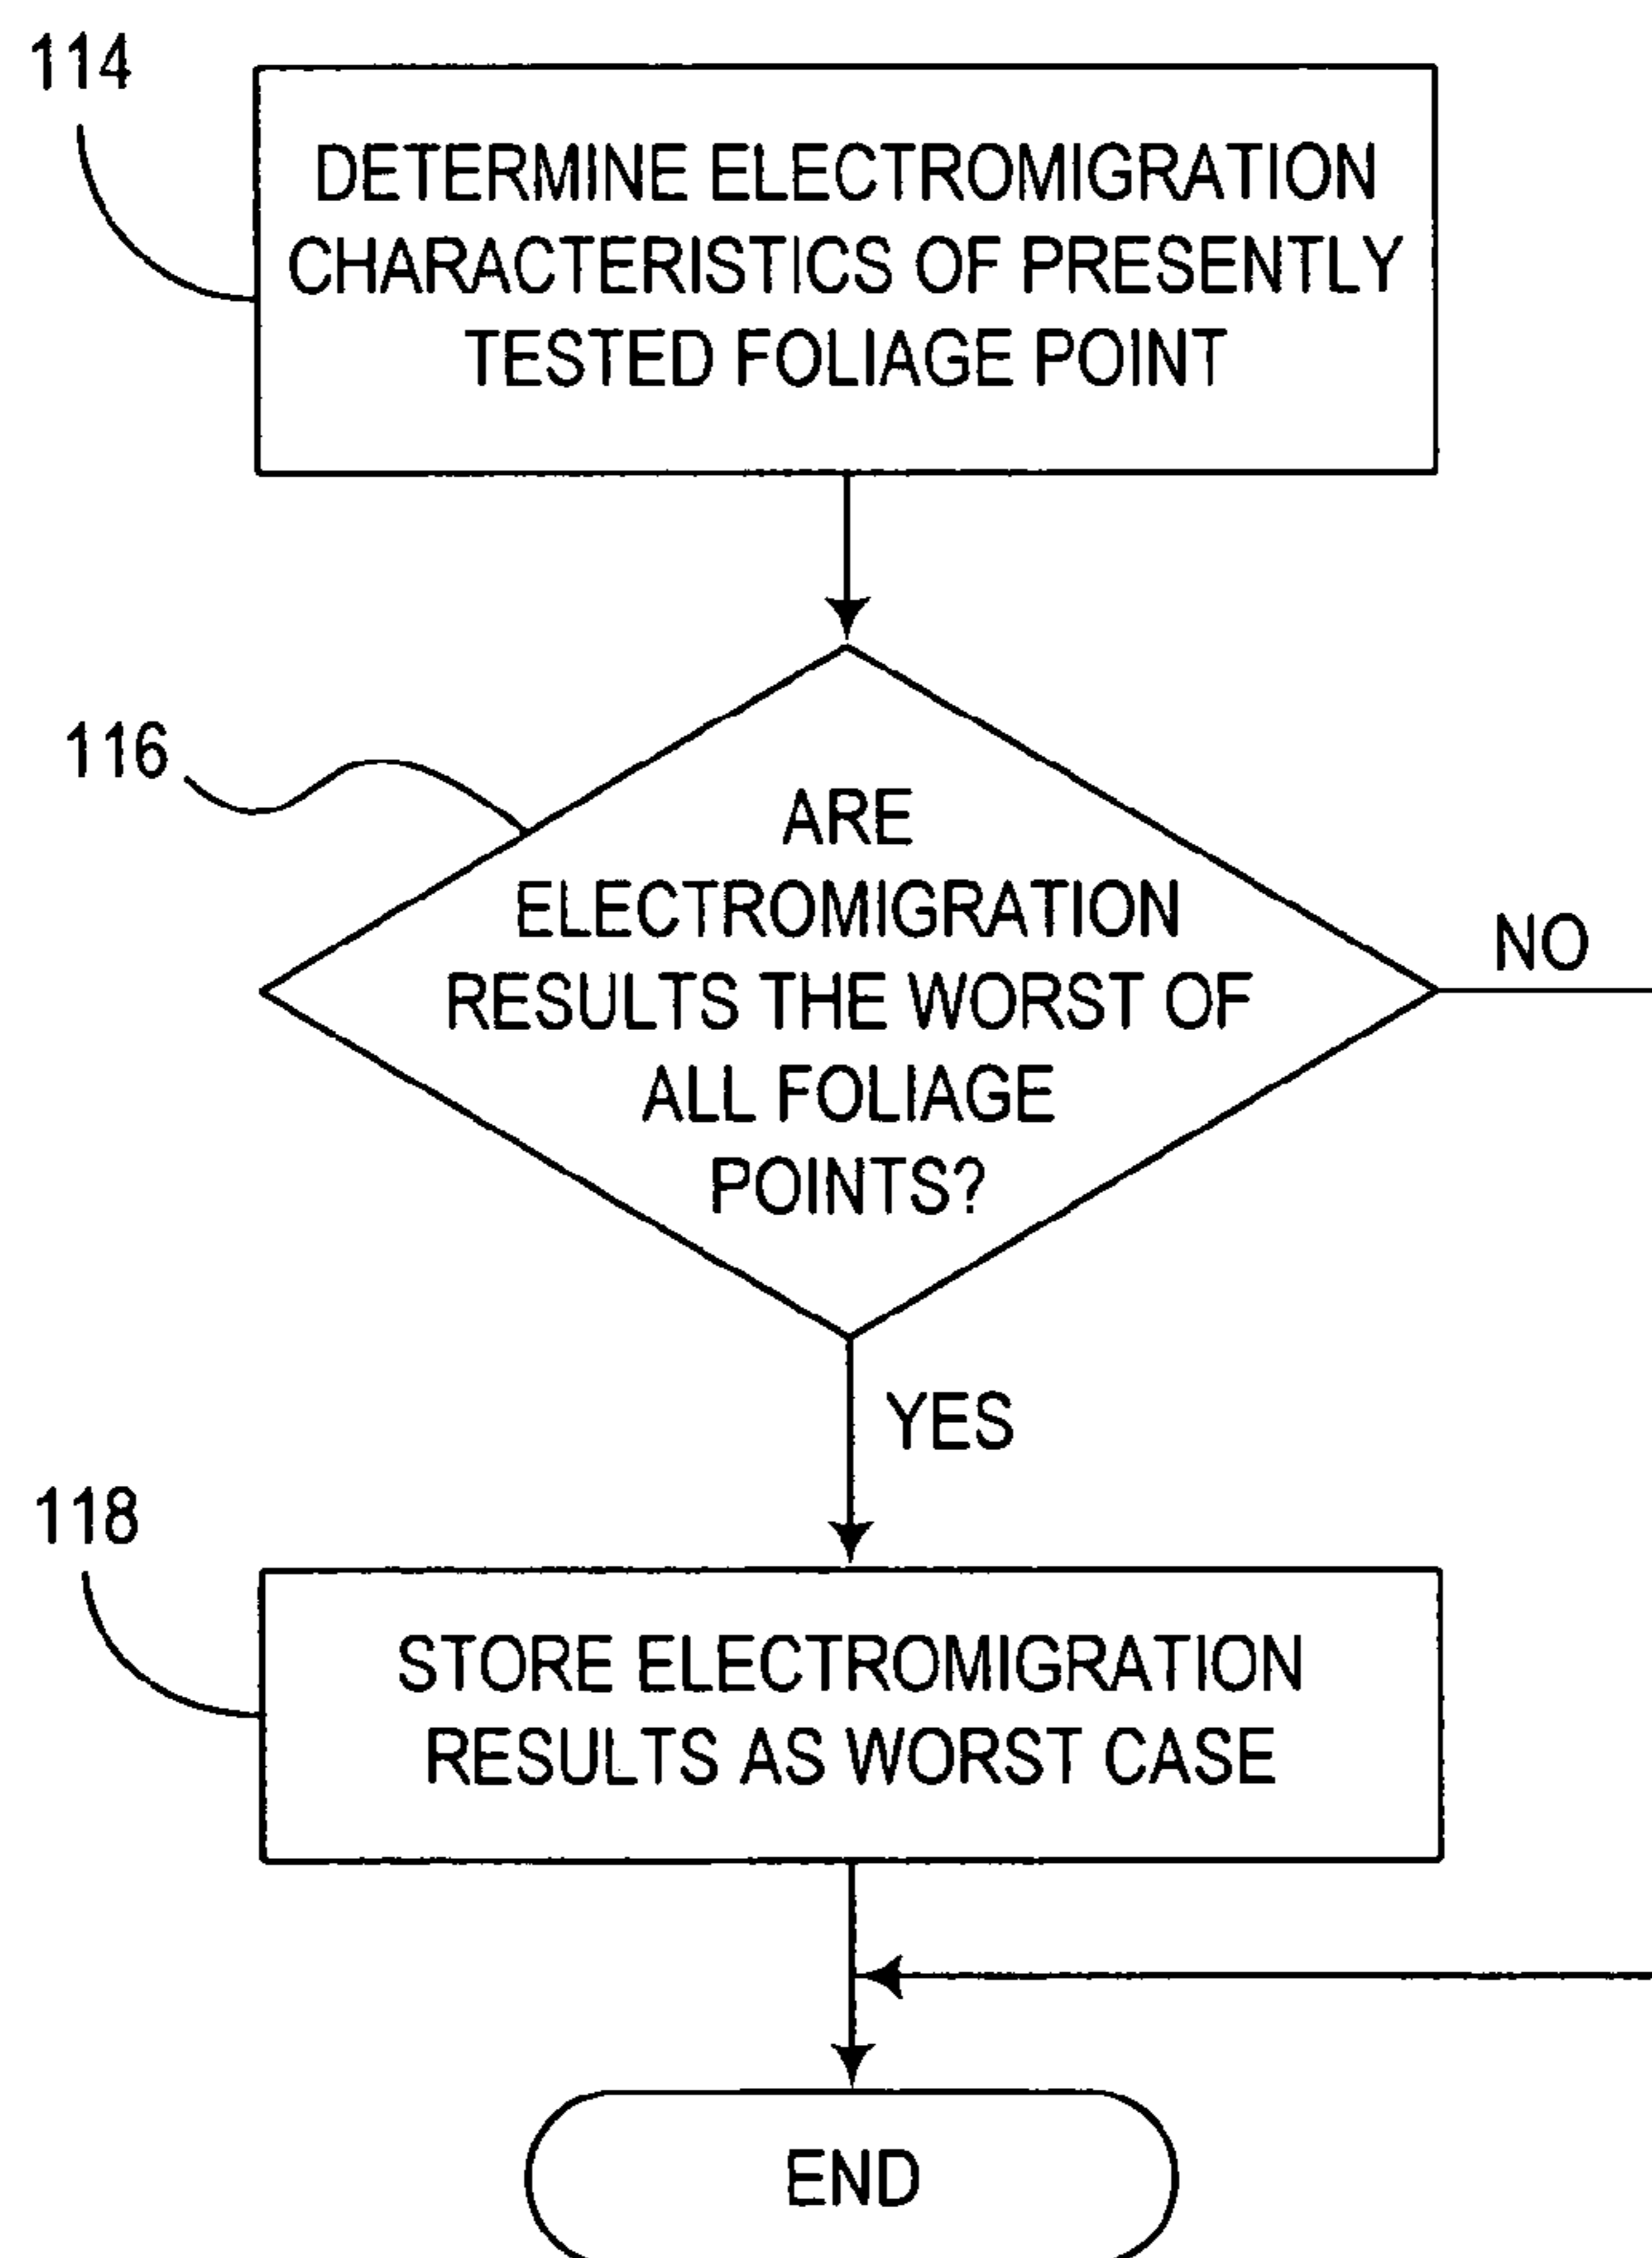 114
DETERMINE ELECTROMIGRATION
CHARACTERISTICS OF PRESENTLY
TESTED FOLIAGE POINT
116
ARE
ELECTROMIGRATION
RESULTS THE WORST OF
ALL FOLIAGE
POINTS?
NO
YES
118
STORE ELECTROMIGRATION
RESULTS AS WORST CASE
END